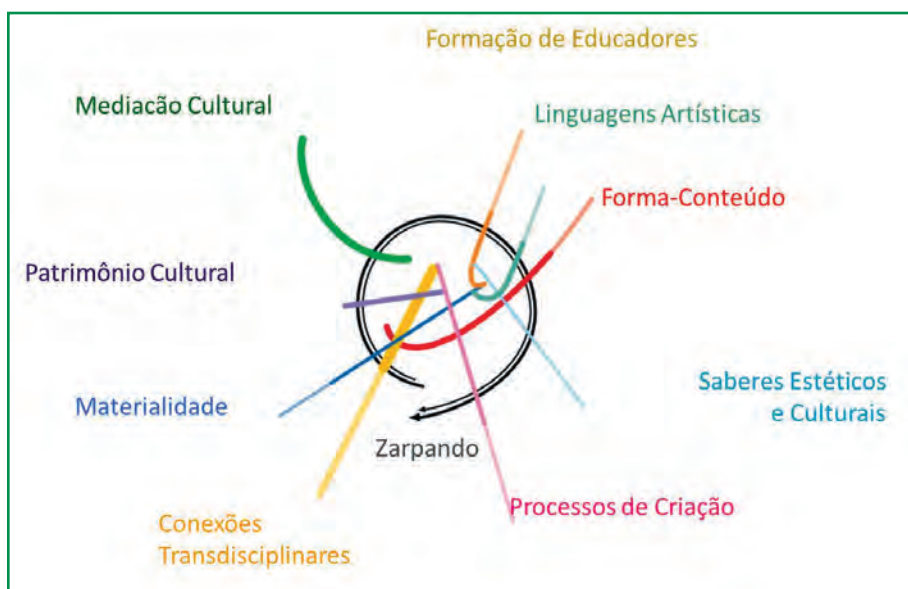 Formação de Educadores
Mediacão Cultural
Linguagens Artísticas
Forma-Conteúdo
Patrimônio Cultural
Materialidade
Saberes Estéticos
e Culturais
Zarpando
Processos de Criação
Conexões
Transdisciplinares